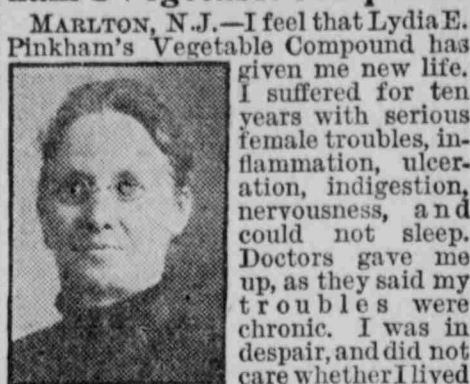 MARLTON, N.J.—I feel that Lydia E.
Pinkham's Vegetable Compound has
given me new life.
I suffered for ten
years with serious
female troubles, in-
flammation, ulcer-
ation, indigestion,
nervousness, and
could not sleep.
Doctors gave me
up, as they said my
troubles were
chronic. I was in
despair, and did not
care whether I lived